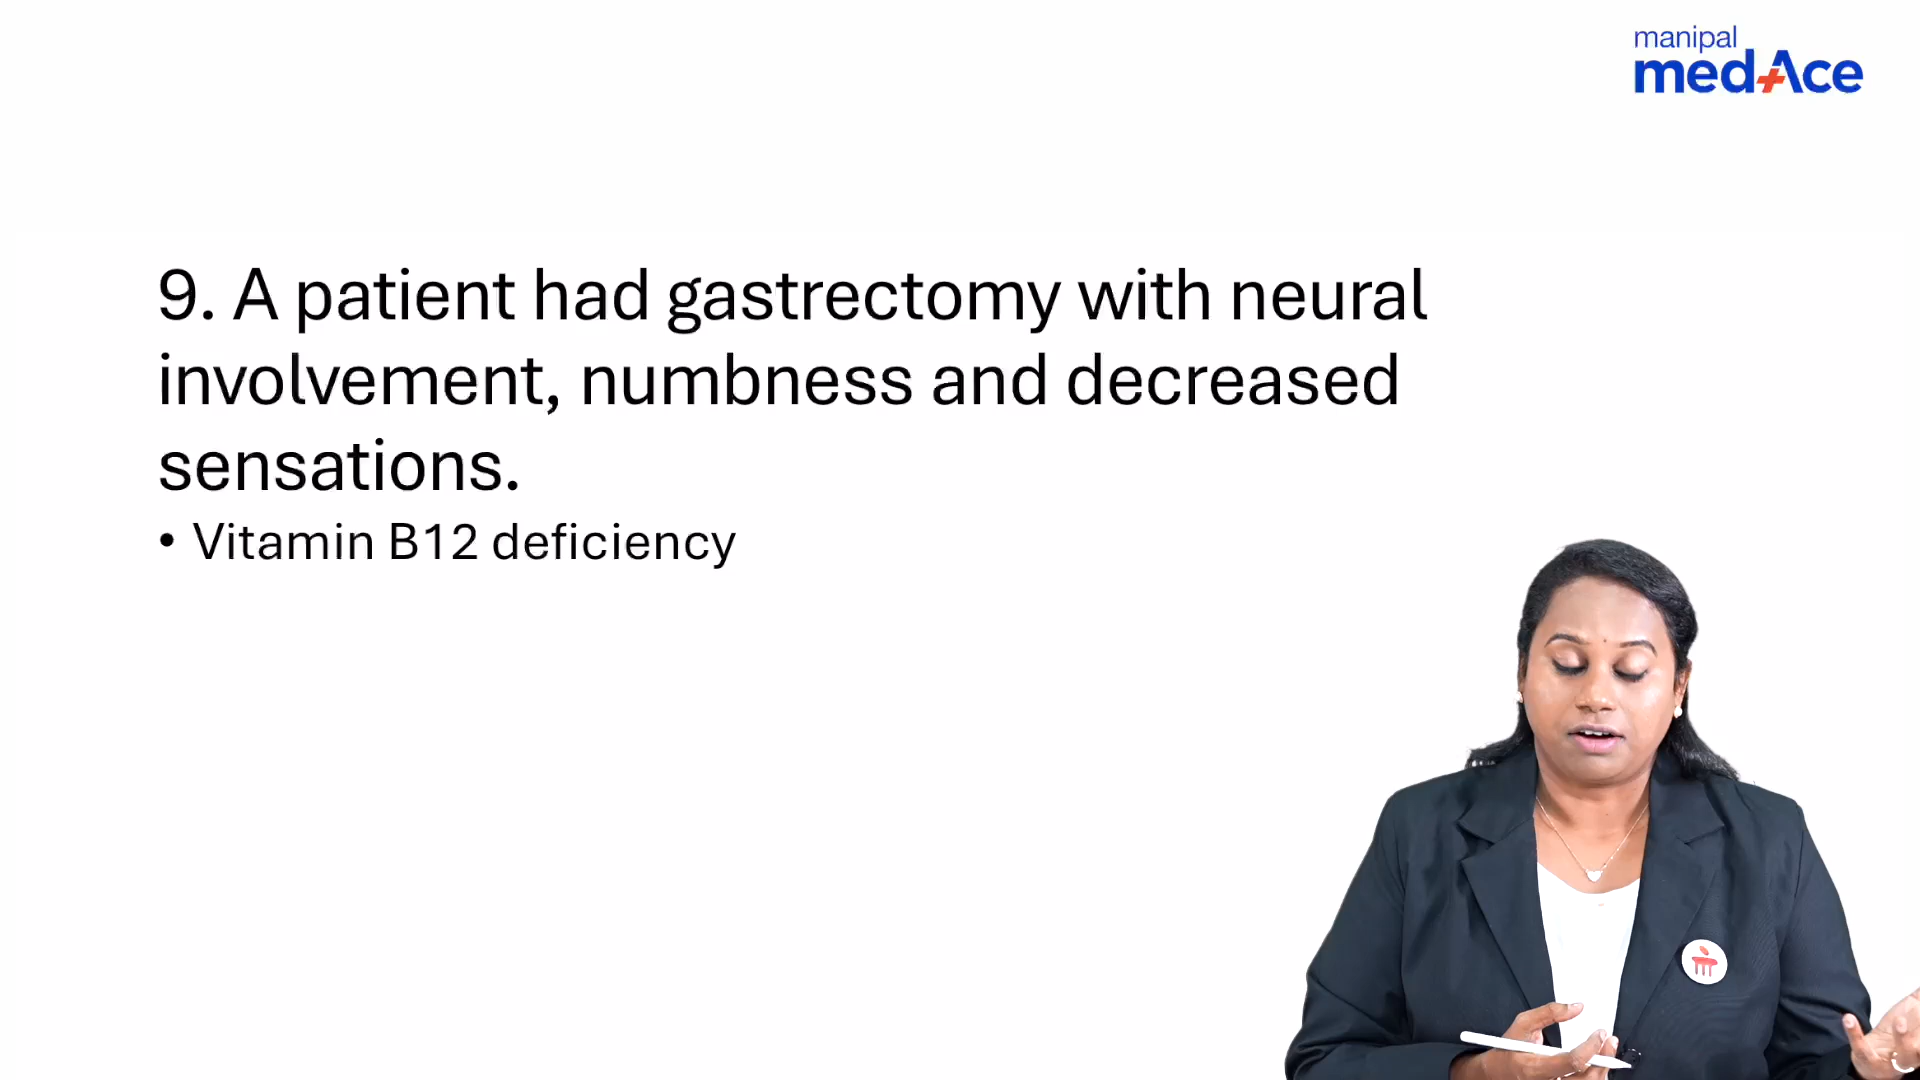 manipal
medAce
9. A patient had gastrectomy with neural
involvement, numbness and decreased
sensations.
• Vitamin B12 deficiency